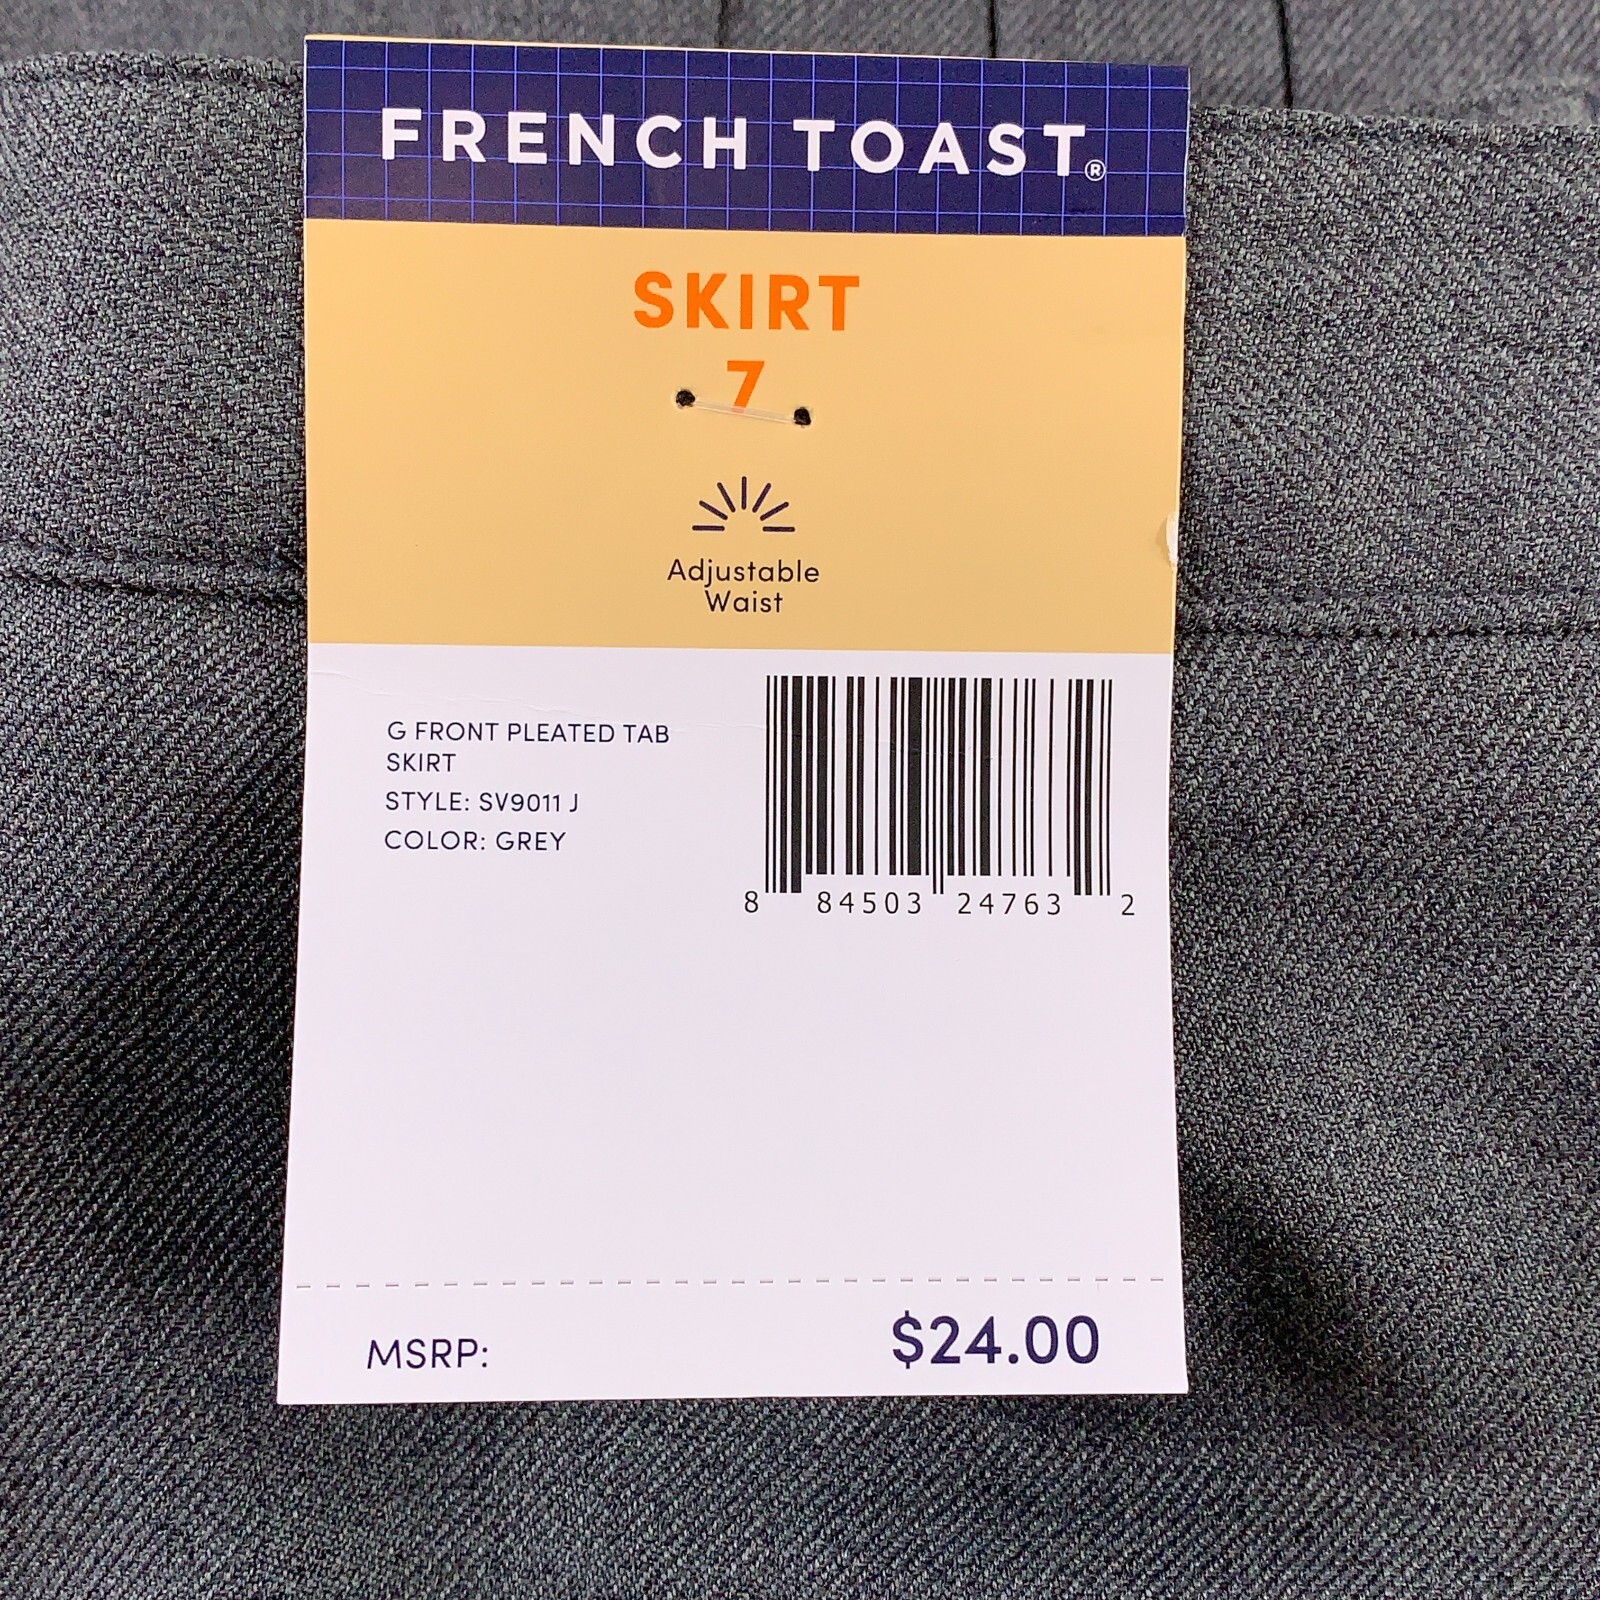 FRENCH TOAST®
SKIRT
7
Adjustable
Waist
G FRONT PLEATED TAB
SKIRT
STYLE: SV9011 J
COLOR: GREY
8 84503 24763 2
MSRP: $24.00